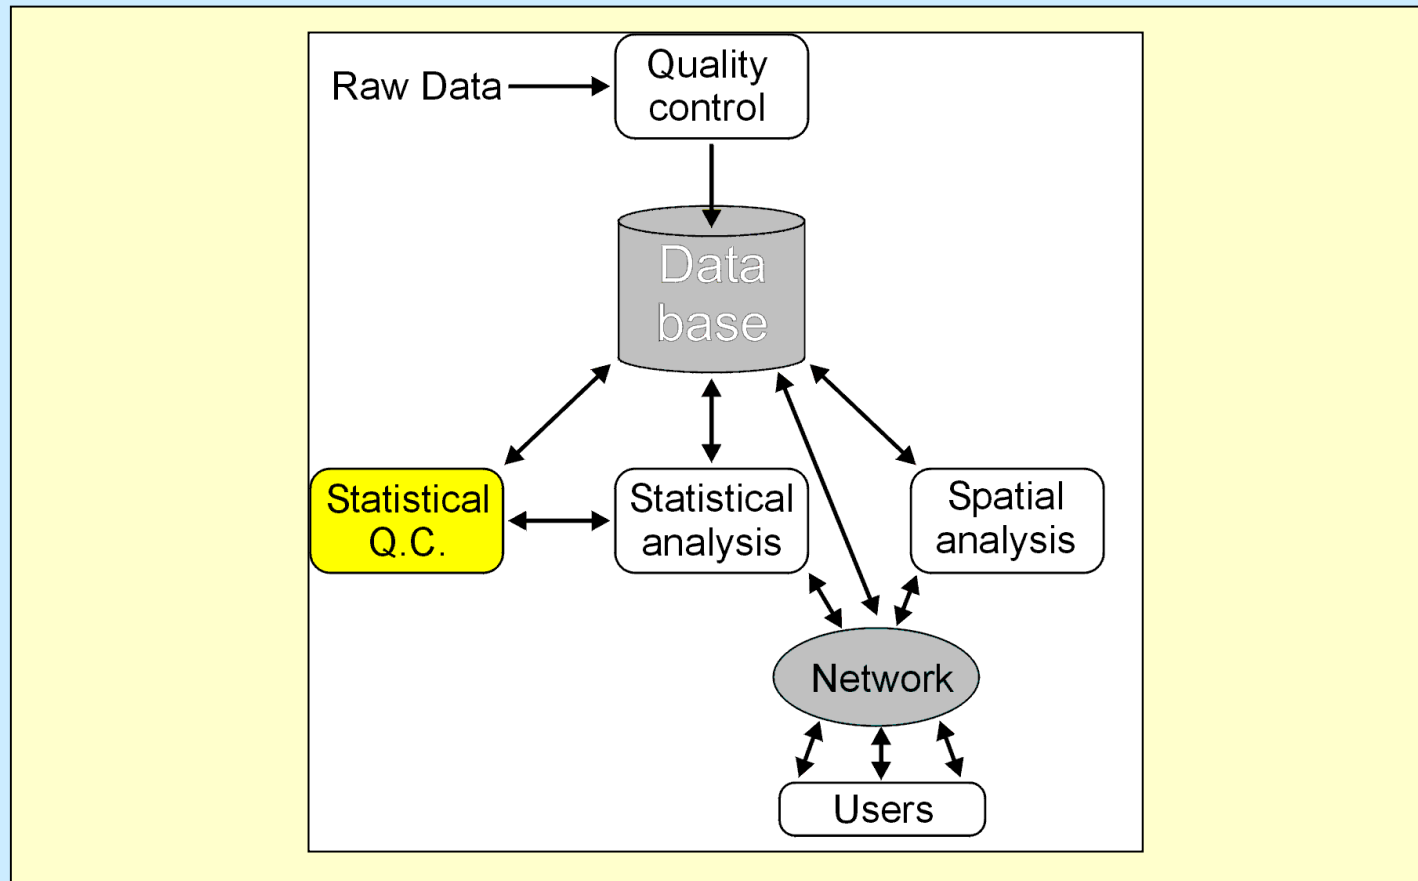 Raw Data
Quality
control
Data
base
Statistical
Q.C.
Statistical
analysis
Spatial
analysis
Network
Users